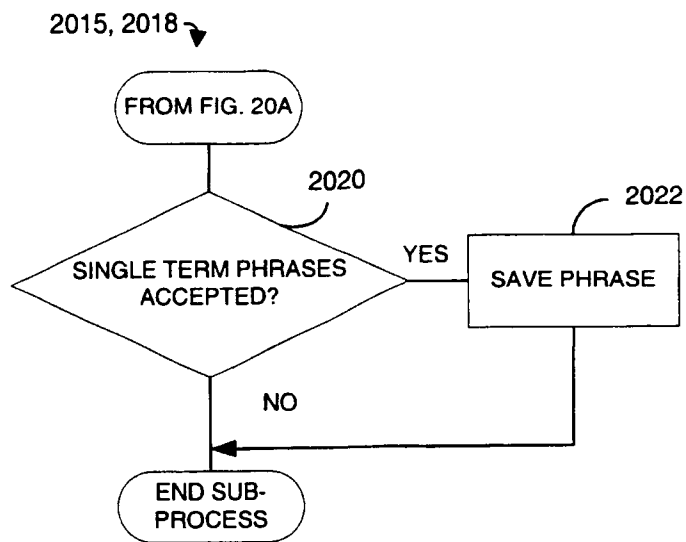 2015, 2018
FROM FIG. 20A
2020
2022
SINGLE TERM PHRASES
ACCEPTED?
YES
SAVE PHRASE
NO
END SUB-
PROCESS